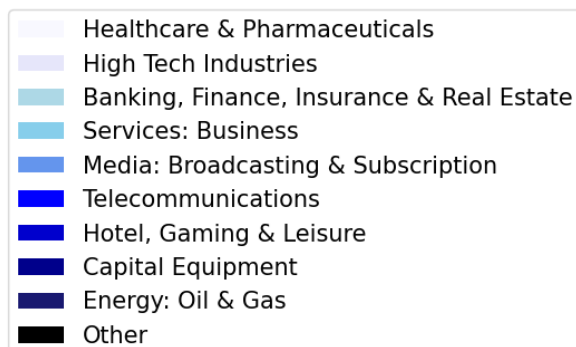 Healthcare & Pharmaceuticals
High Tech Industries
Banking, Finance, Insurance & Real Estate
Services: Business
Media: Broadcasting & Subscription
Telecommunications
Hotel, Gaming & Leisure
Capital Equipment
Energy: Oil & Gas
Other